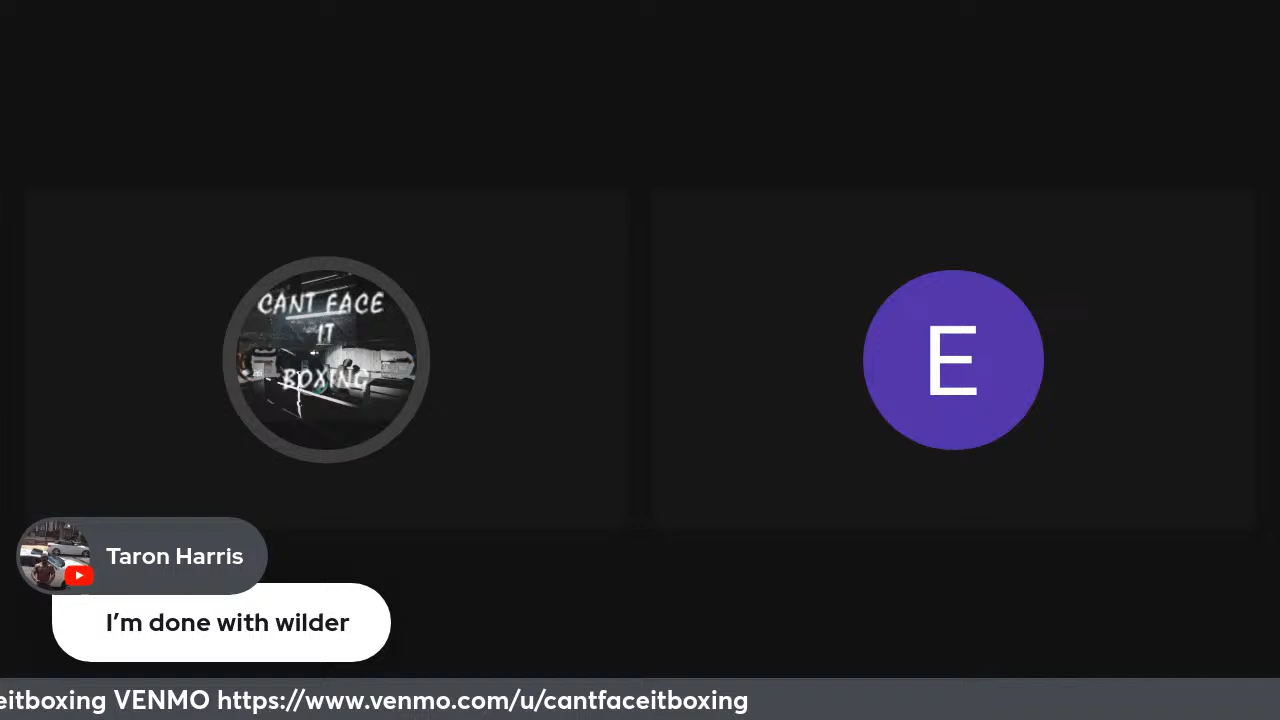 CANT FACE
IT
BOXING
E
Taron Harris
I’m done with wilder
eitboxing VENMO https://www.venmo.com/u/cantfaceitboxing